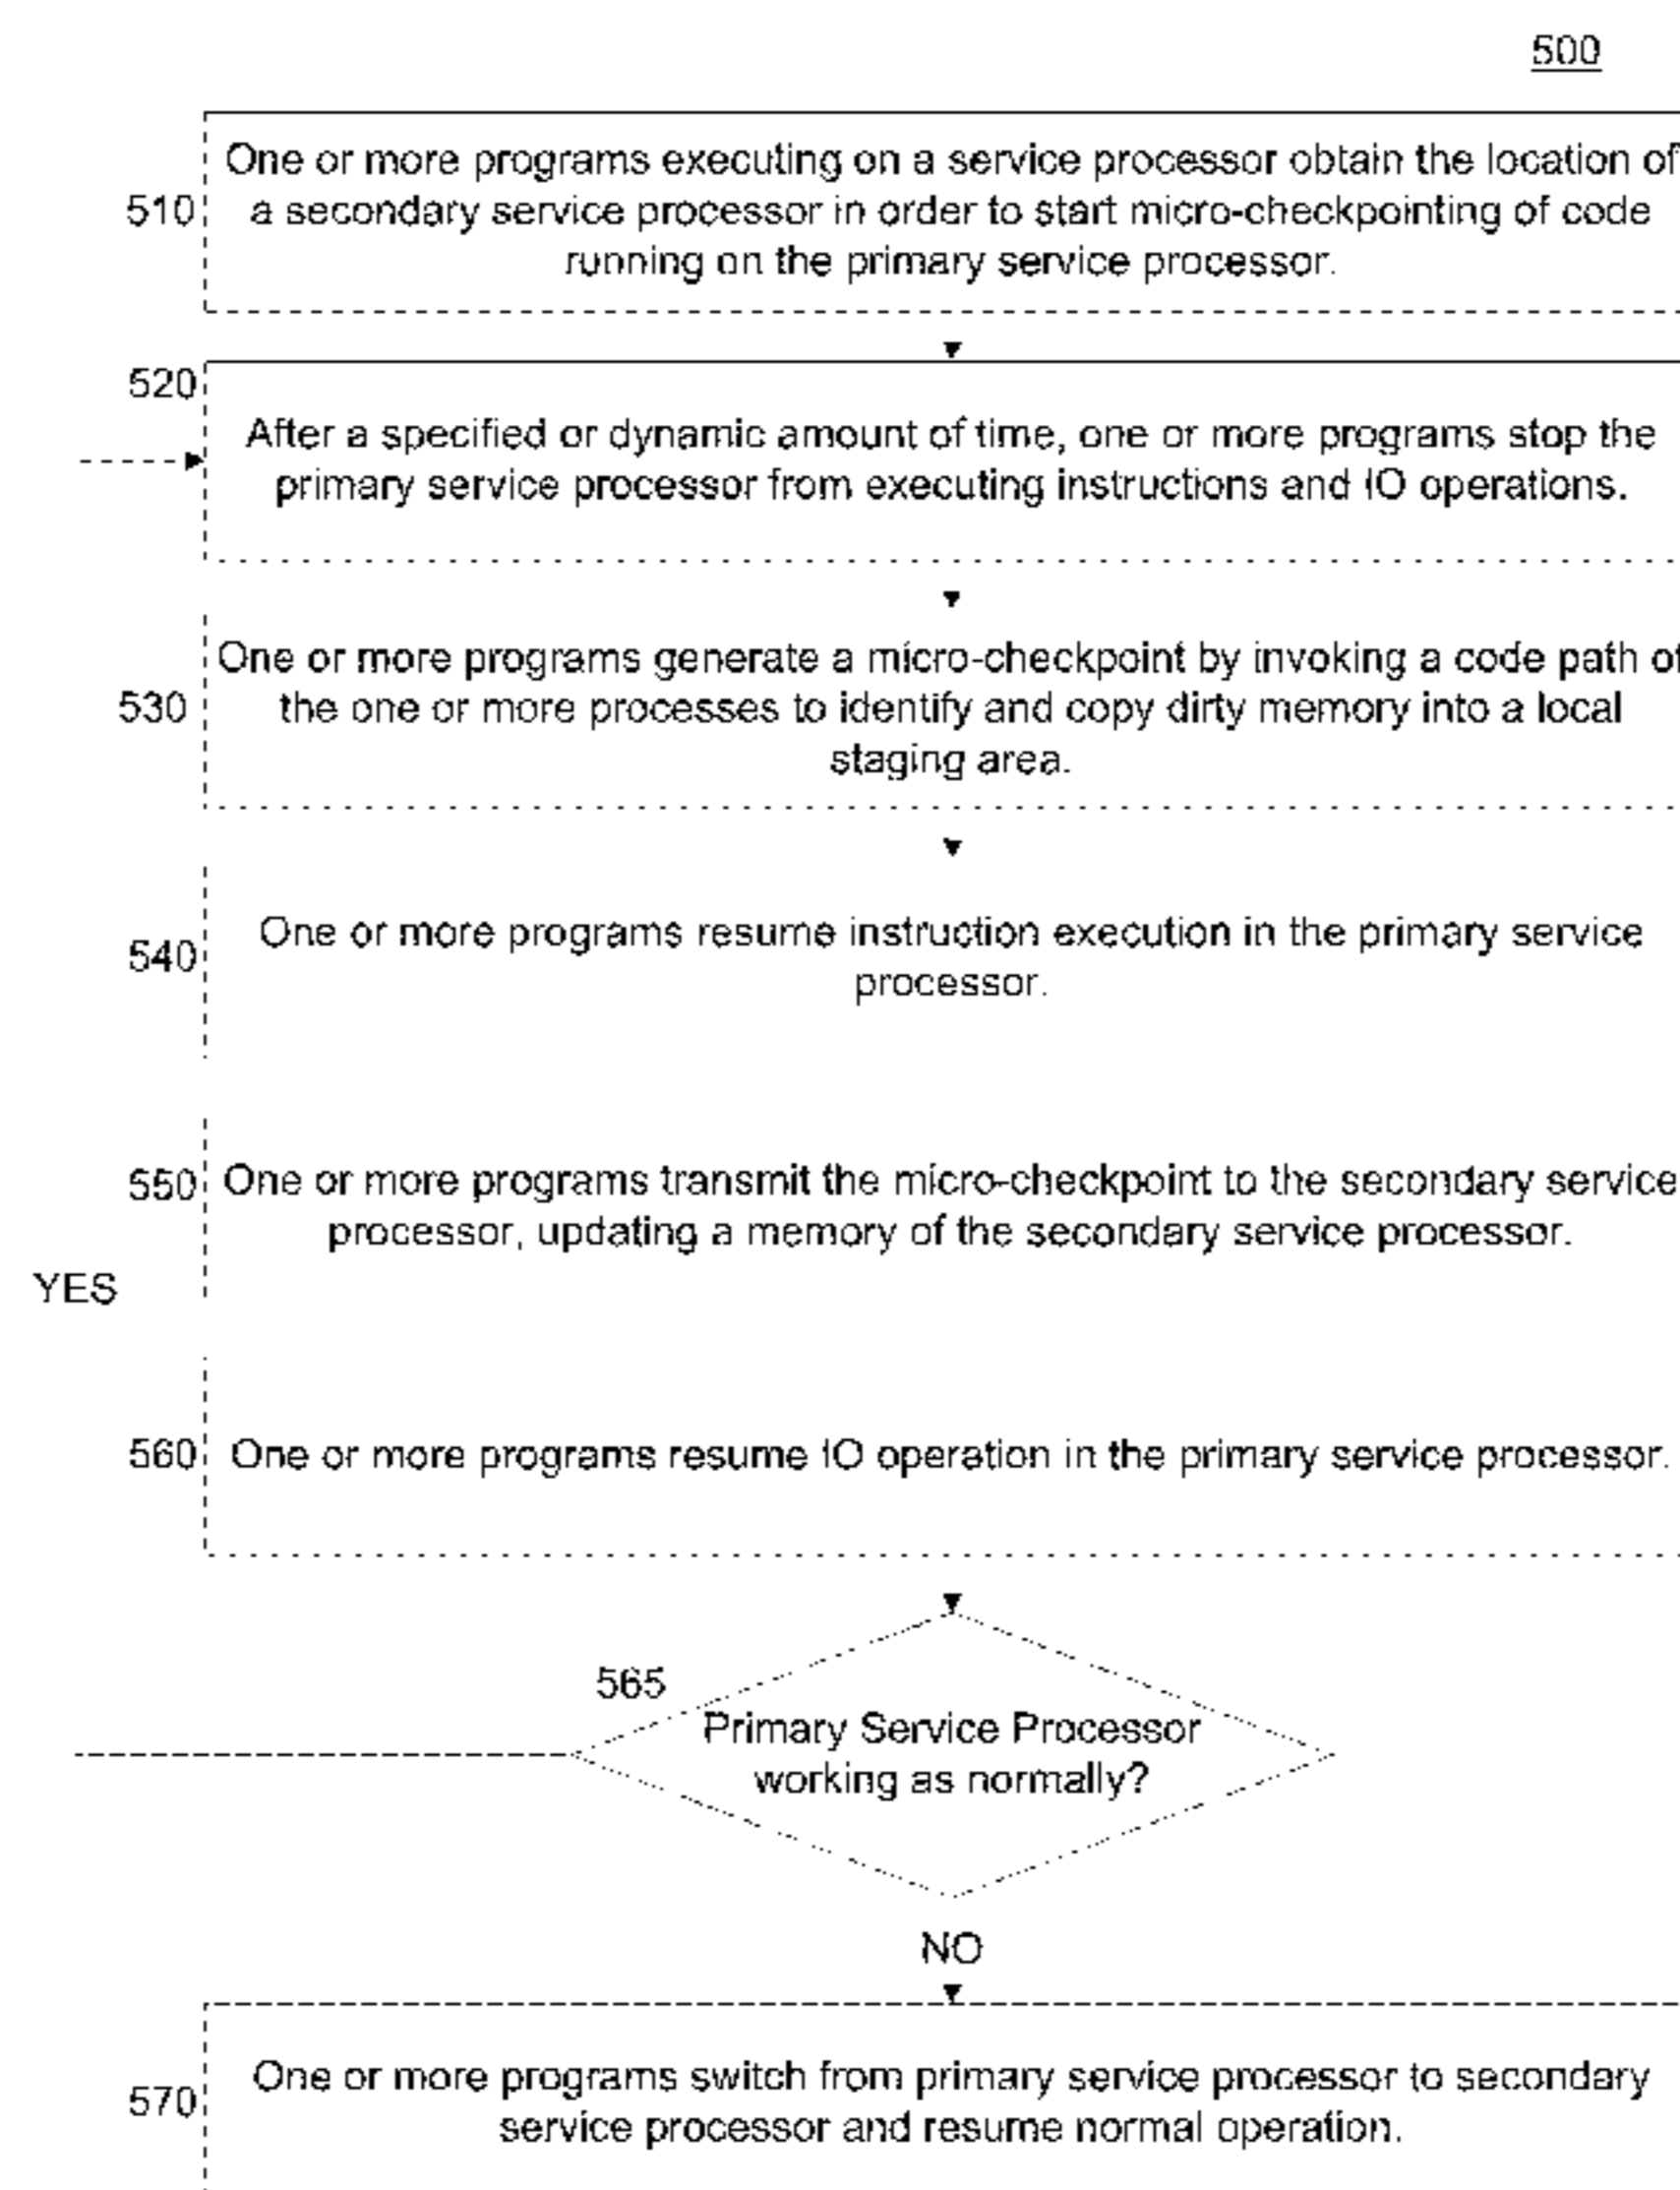 500
One or more programs executing on a service processor obtain the location of
510
a secondary service processor in order to start micro-checkpointing of code
running on the primary service processor.
520
After a specified or dynamic amount of time, one or more programs stop the
primary service processor from executing instructions and IO operations.
One or more programs generate a micro-checkpoint by invoking a code path of
530
the one or more processes to identify and copy dirty memory into a local
staging area.
One or more programs resume instruction execution in the primary service
540
processor.
550
One or more programs transmit the micro-checkpoint to the secondary service
processor, updating a memory of the secondary service processor.
YES
560
One or more programs resume IO operation in the primary service processor.
565
Primary Service Processor
working as normally?
NO
One or more programs switch from primary service processor to secondary
570
service processor and resume normal operation.